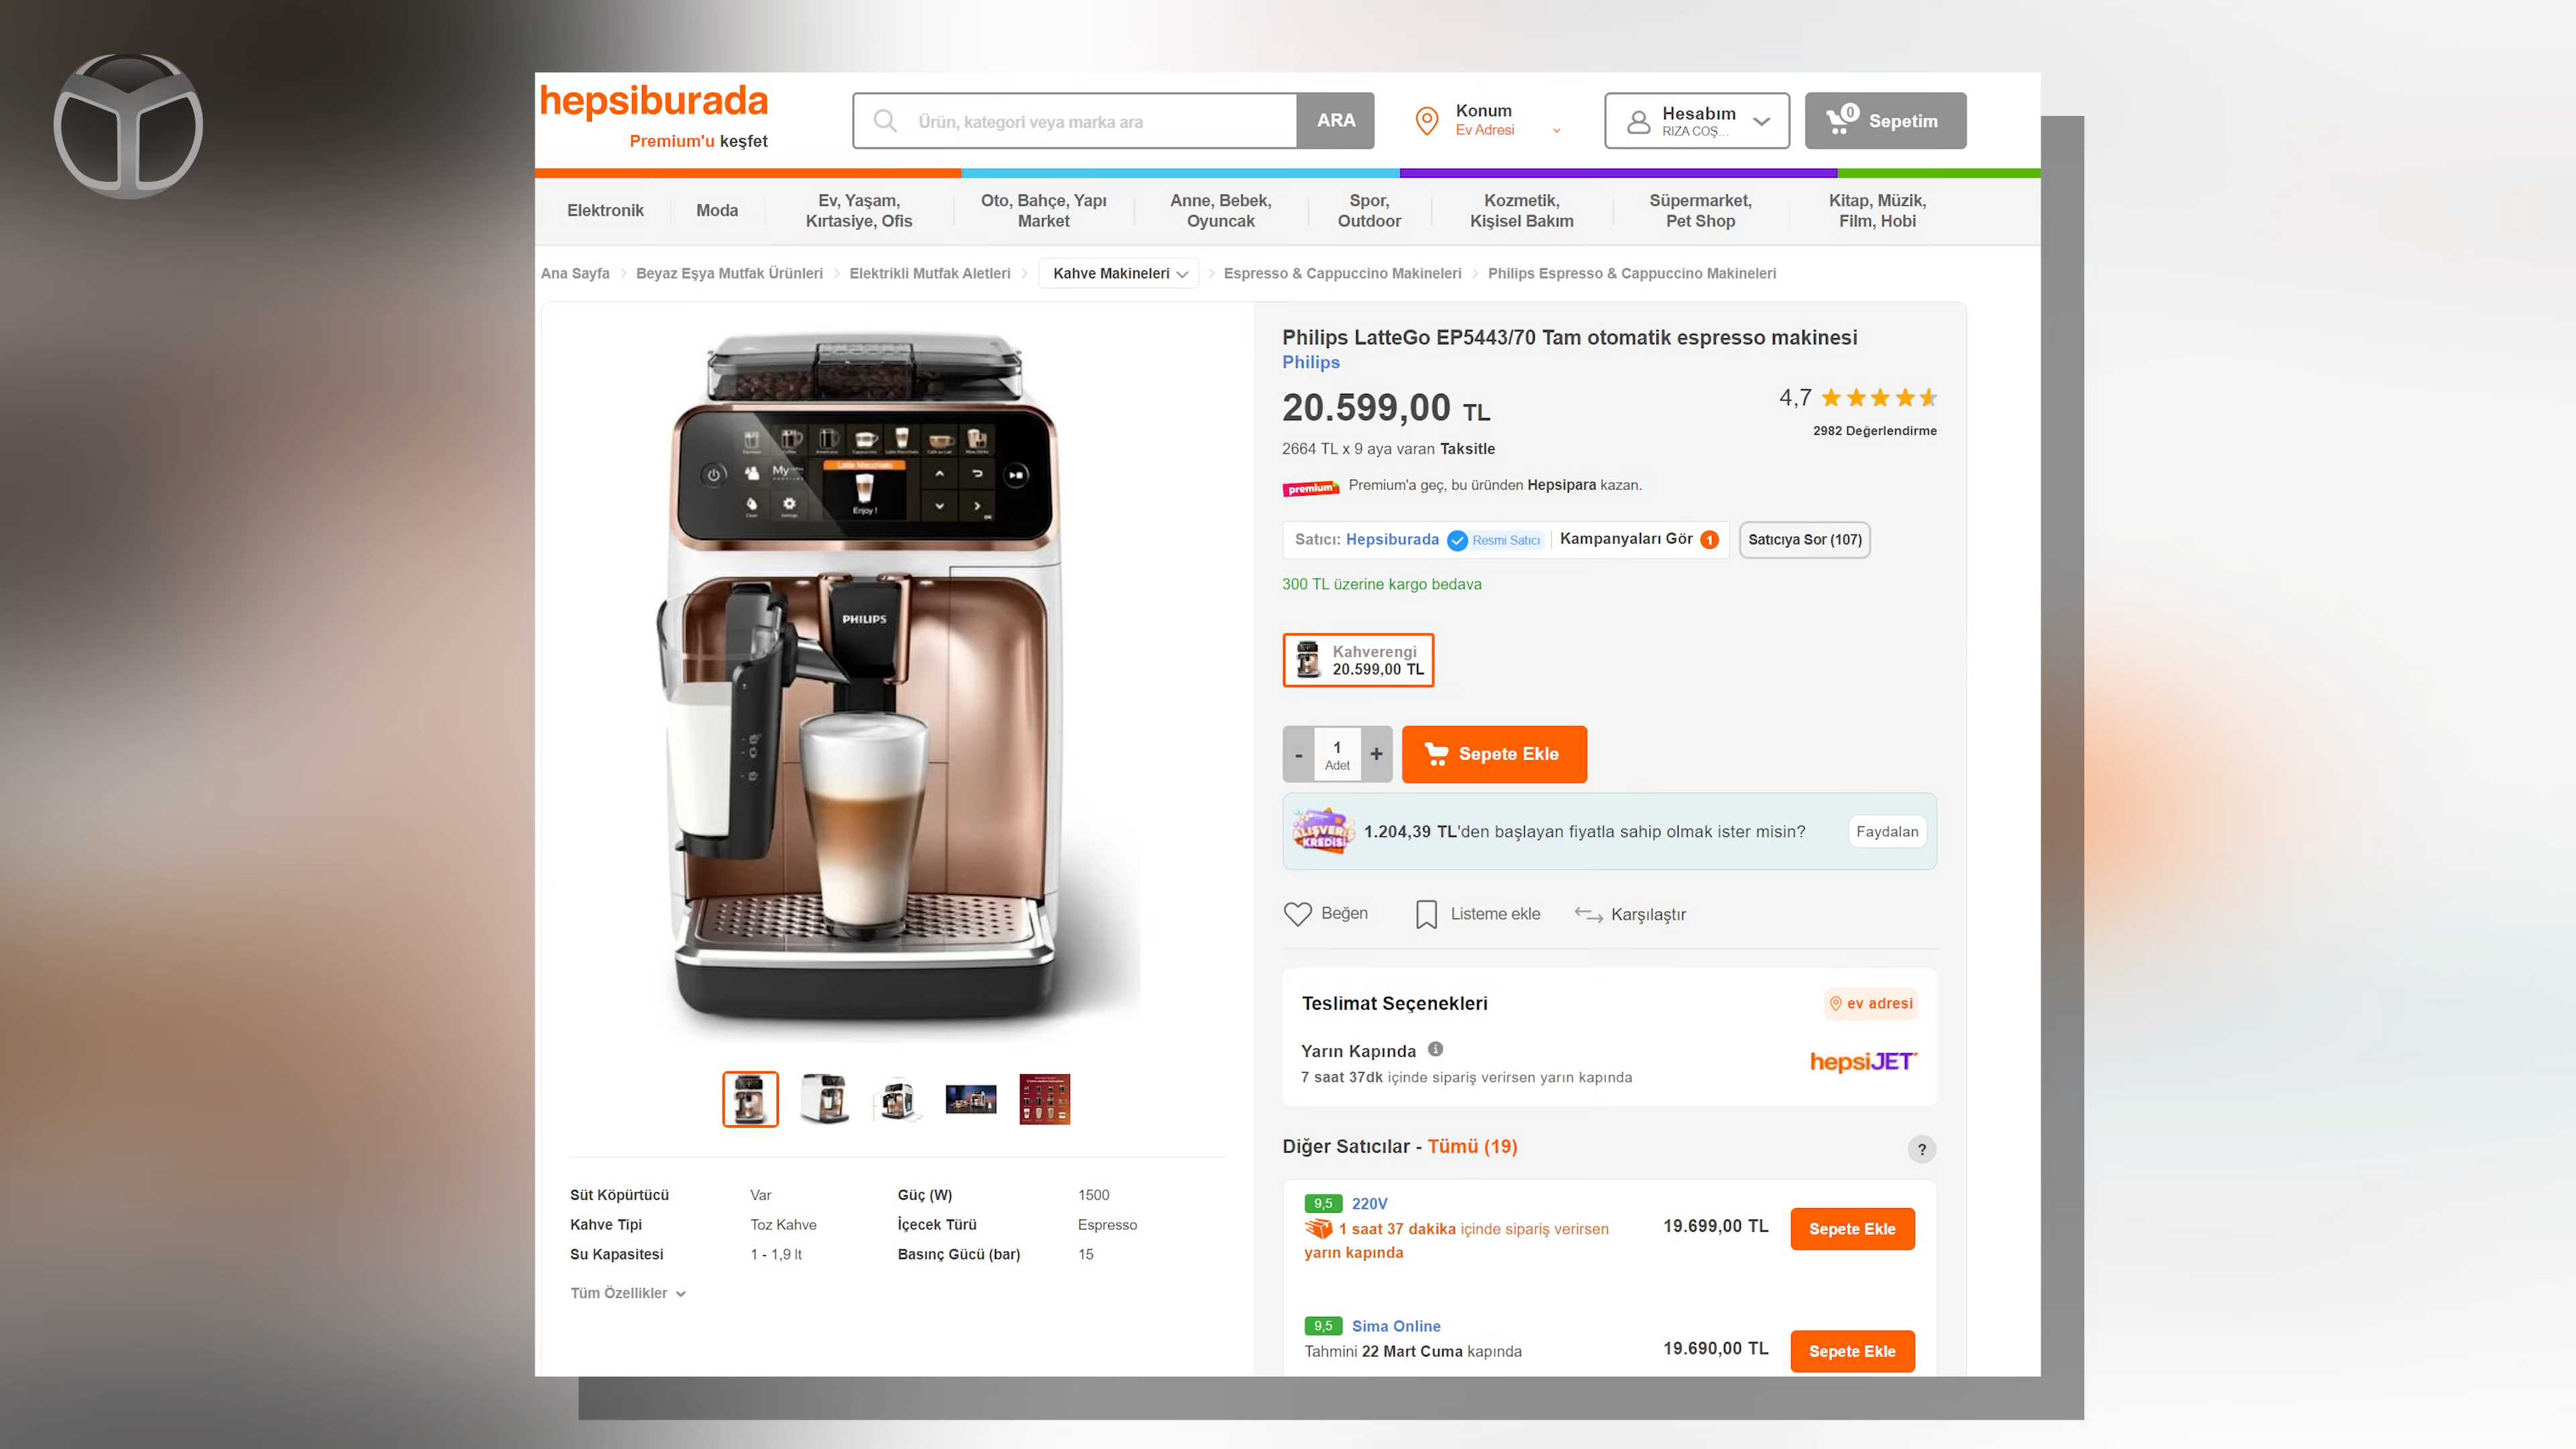 hepsiburada
Premium'u keşfet
Ürün, kategori veya marka ara
ARA
Konum
Ev Adresi
Hesabım
RIZA COŞ...
0
Sepetim
Elektronik
Moda
Ev, Yaşam,
Kırtasiye, Ofis
Oto, Bahçe, Yapı
Market
Anne, Bebek,
Oyuncak
Spor,
Outdoor
Kozmetik,
Kişisel Bakım
Süpermarket,
Pet Shop
Kitap, Müzik,
Film, Hobi
Ana Sayfa
Beyaz Eşya Mutfak Ürünleri
Elektrikli Mutfak Aletleri
Kahve Makineleri
Espresso & Cappuccino Makineleri
Philips Espresso & Cappuccino Makineleri
My
Latte Macchiato
Enjoy !
PHILIPS
Süt Köpürtücü Var
Güç (W) 1500
Kahve Tipi Toz Kahve
İçecek Türü Espresso
Su Kapasitesi 1 - 1,9 lt
Basınç Gücü (bar) 15
Tüm Özellikler
Philips LatteGo EP5443/70 Tam otomatik espresso makinesi
Philips
20.599,00 TL
4,7
2982 Değerlendirme
2664 TL x 9 aya varan Taksitle
premium Premium'a geç, bu üründen Hepsipara kazan.
Satıcı: Hepsiburada Resmi Satıcı Kampanyaları Gör 1
Satıcıya Sor (107)
300 TL üzerine kargo bedava
Kahverengi
20.599,00 TL
- 1 +
Adet
Sepete Ekle
ALIŞVERİŞ
KREDİSİ
1.204,39 TL'den başlayan fiyatla sahip olmak ister misin?
Faydalan
Beğen
Listeme ekle
Karşılaştır
Teslimat Seçenekleri
ev adresi
Yarın Kapında
hepsiJET
7 saat 37dk içinde sipariş verirsen yarın kapında
Diğer Satıcılar - Tümü (19)
?
9,5 220V
1 saat 37 dakika içinde sipariş verirsen
yarın kapında
19.699,00 TL
Sepete Ekle
9,5 Sima Online
Tahmini 22 Mart Cuma kapında
19.690,00 TL
Sepete Ekle